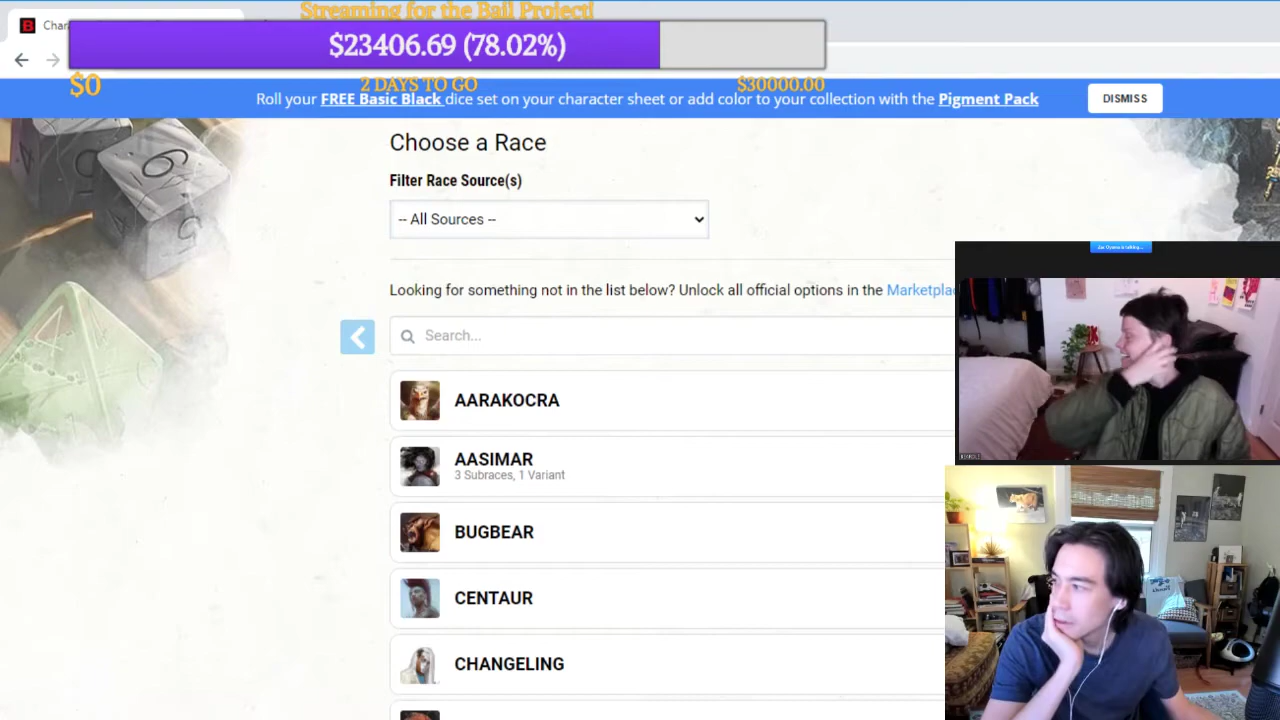 Streaming for the Bail Project!
Char
$23406.69 (78.02%)
$0
2 DAYS TO GO
$30000.00
Roll your FREE Basic Black dice set on your character sheet or add color to your collection with the Pigment Pack
DISMISS
Choose a Race
Filter Race Source(s)
-- All Sources --
Looking for something not in the list below? Unlock all official options in the Marketplac
Search...
AARAKOCRA
AASIMAR
3 Subraces, 1 Variant
BUGBEAR
CENTAUR
CHANGELING